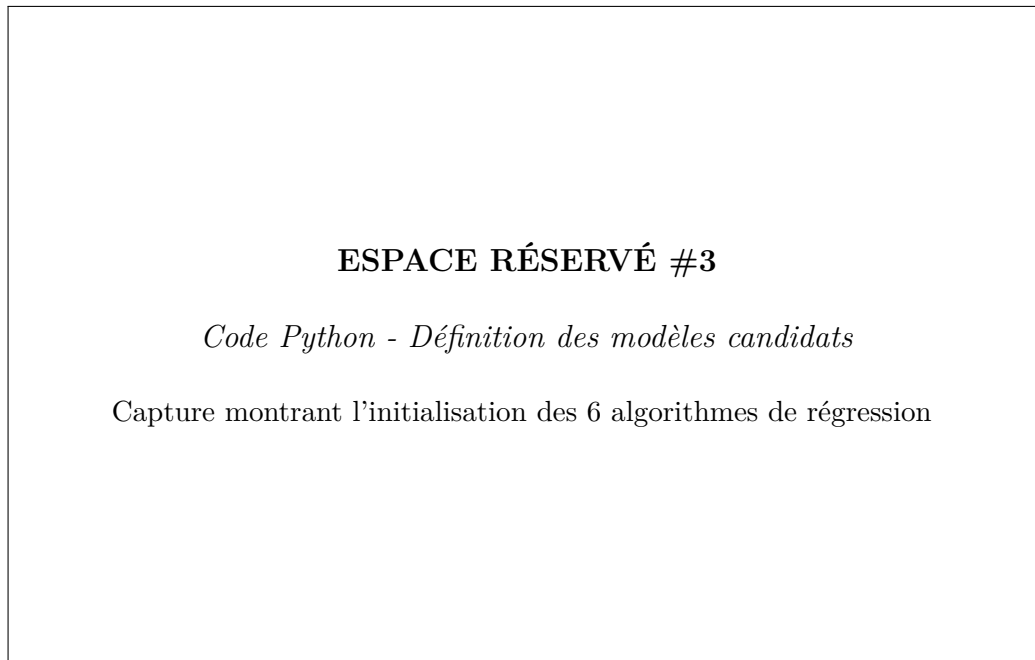 ESPACE RÉSERVÉ #3
Code Python - Définition des modèles candidats
Capture montrant l'initialisation des 6 algorithmes de régression